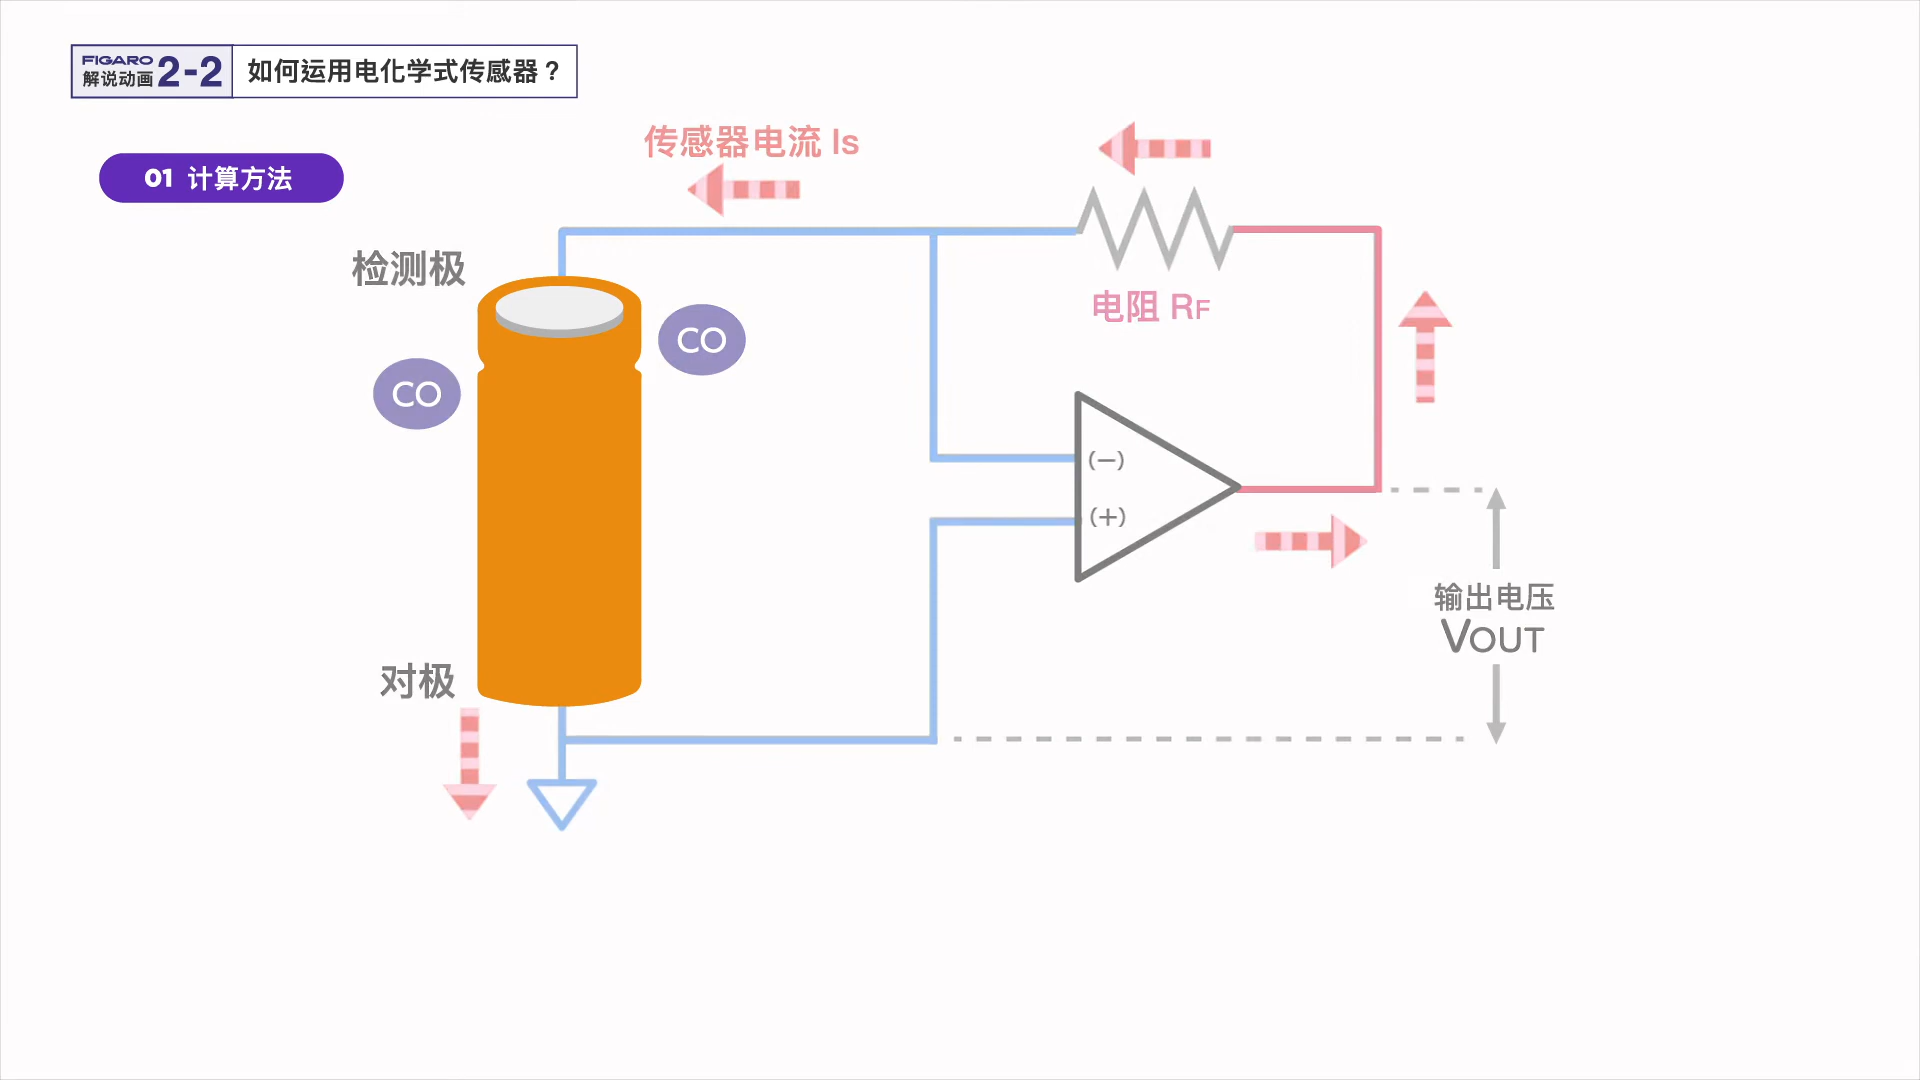 FIGARO
解说动画 2-2 如何运用电化学式传感器？
01 计算方法
传感器电流 Is
检测极
CO
CO
电阻 RF
(−)
(+)
输出电压
VOUT
对极